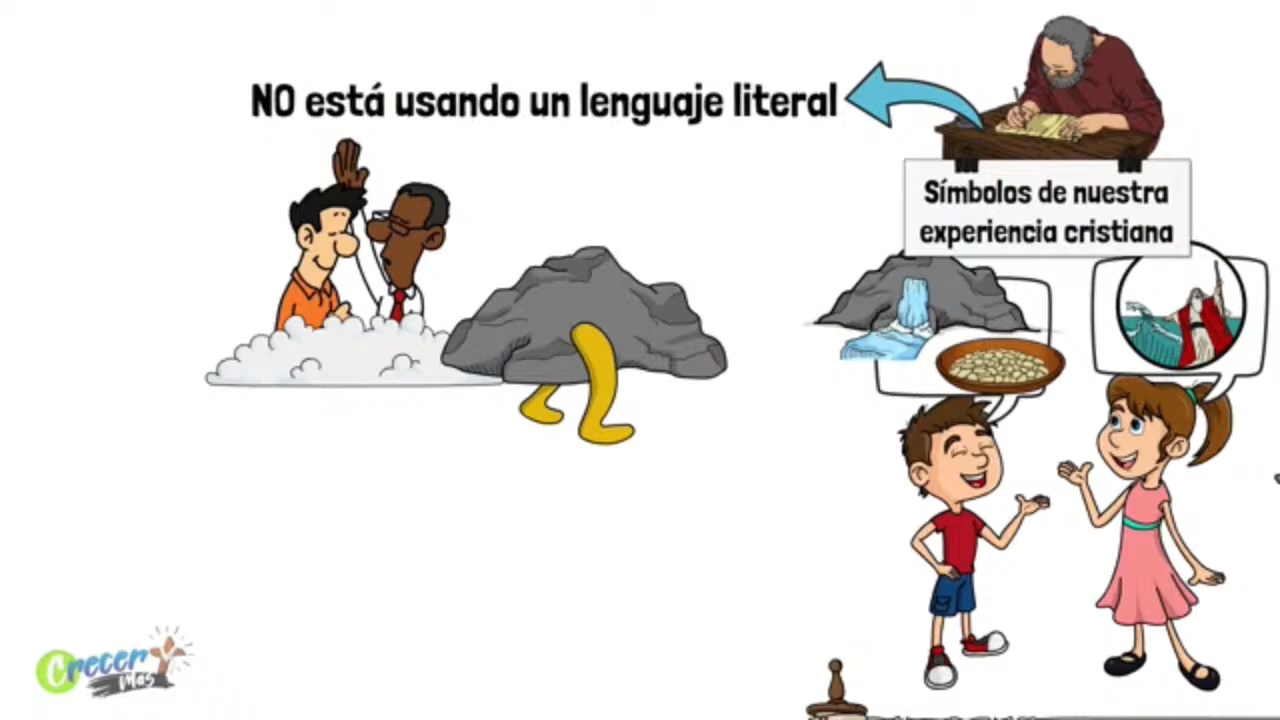 NO está usando un lenguaje literal
Símbolos de nuestra
experiencia cristiana
Crecer
Más